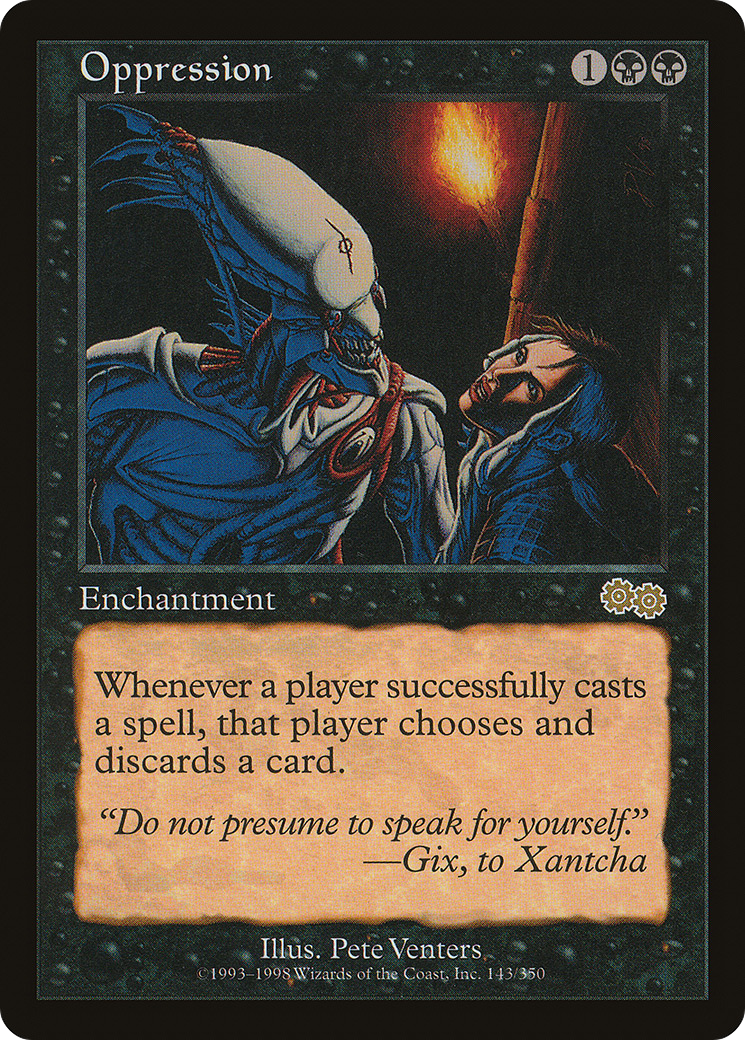 Oppression 1
Enchantment
Whenever a player successfully casts
a spell, that player chooses and
discards a card.
“Do not presume to speak for yourself.”
—Gix, to Xantcha
Illus. Pete Venters
©1993–1998 Wizards of the Coast, Inc. 143/350